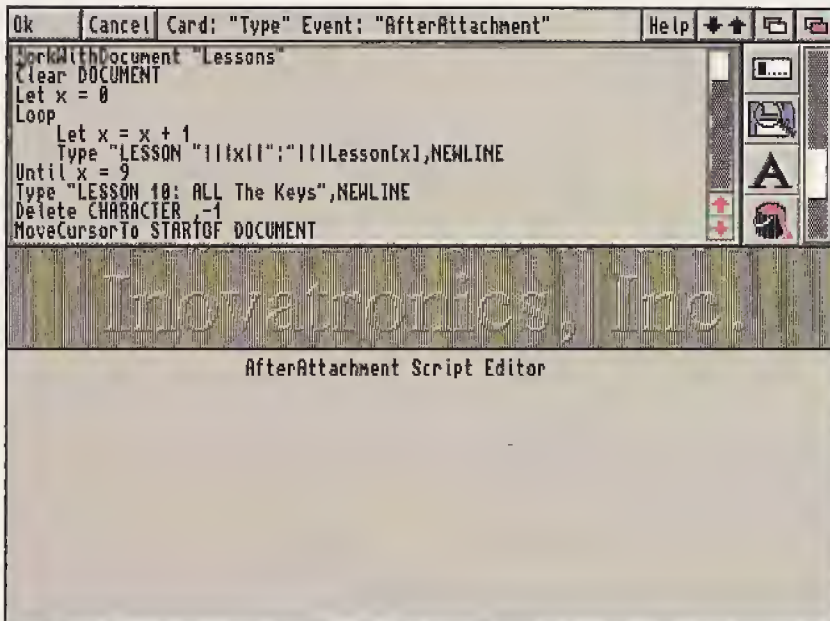 Ok Cancel Card: "Type" Event: "AfterAttachment" Help
WorkWithDocument "Lessons"
Clear DOCUMENT
Let x = 0
Loop
Let x = x + 1
Type "LESSON "||[x||":"||[Lesson[x],NEWLINE
Until x = 9
Type "LESSON 10: ALL The Keys",NEWLINE
Delete CHARACTER ,-1
MoveCursorTo STARTOF DOCUMENT
A
Inovatronics, Inc.
AfterAttachment Script Editor